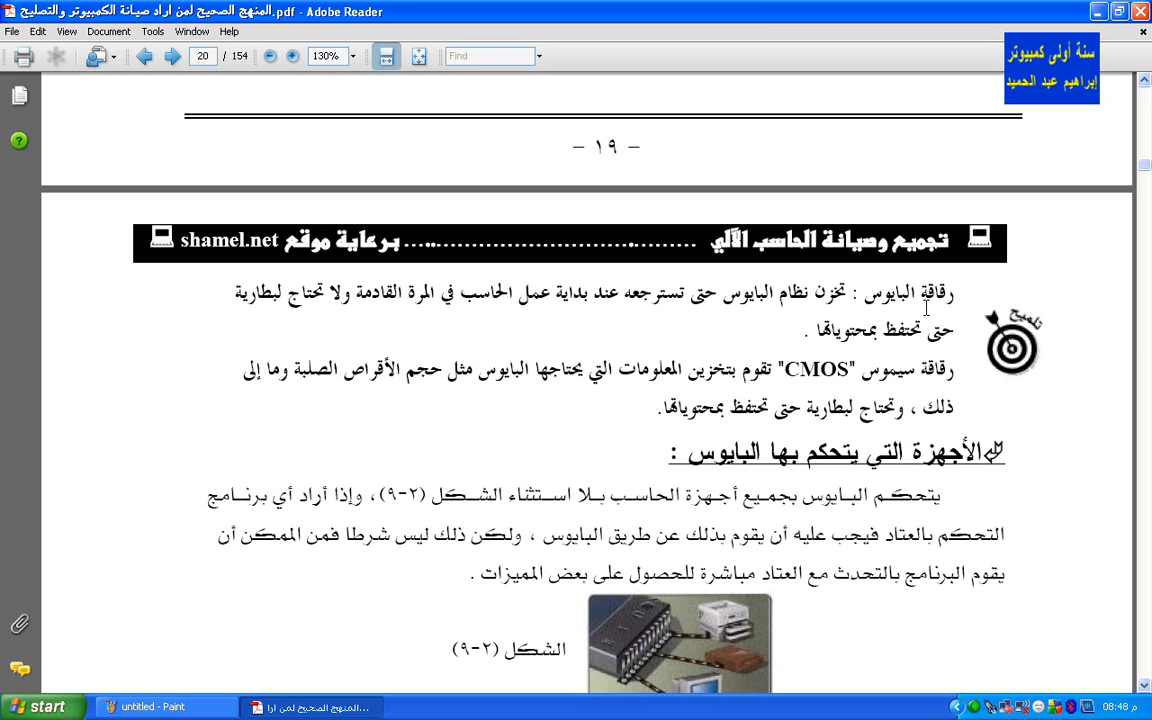 المنهج الصحيح لمن اراد صيانة الكمبيوتر والتصليح.pdf - Adobe Reader
File Edit View Document Tools Window Help
20 / 154 130% Find
سنة أولى كمبيوتر
إبراهيم عبد الحميد
– ١٩ –
تجميع وصيانة الحاسب الآلي ............................... برعاية موقع shamel.net
رقاقة البايوس : تخزن نظام البايوس حتى تسترجعه عند بداية عمل الحاسب في المرة القادمة ولا تحتاج لبطارية
حتى تحتفظ بمحتوياتها .
تلميح
رقاقة سيموس "CMOS" تقوم بتخزين المعلومات التي يحتاجها البايوس مثل حجم الأقراص الصلبة وما إلى
ذلك ، وتحتاج لبطارية حتى تحتفظ بمحتوياتها.
الأجهزة التي يتحكم بها البايوس :
يتحكم البايوس بجميع أجهزة الحاسب بلا استثناء الشكل (٢-٩)، وإذا أراد أي برنامج
التحكم بالعتاد فيجب عليه أن يقوم بذلك عن طريق البايوس ، ولكن ذلك ليس شرطا فمن الممكن أن
يقوم البرنامج بالتحدث مع العتاد مباشرة للحصول على بعض المميزات .
الشكل (٢-٩)
start untitled - Paint المنهج الصحيح لمن ارا... 08:48 م